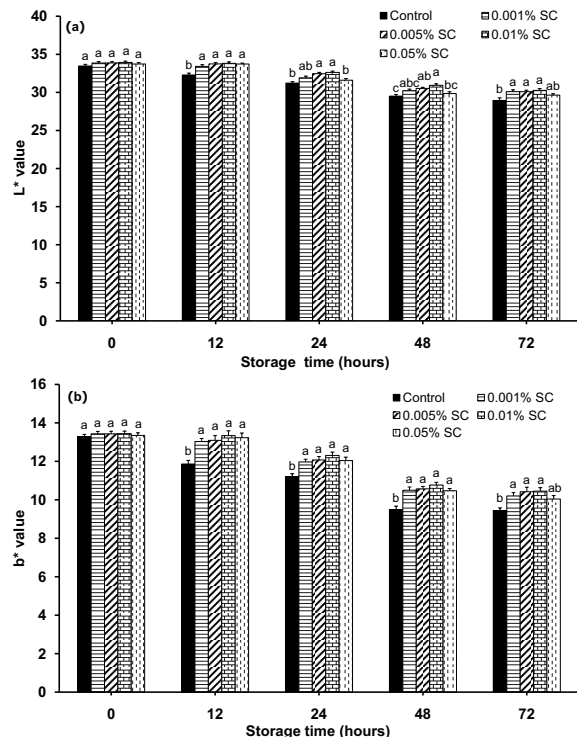 (a)
Control 0.001% SC
0.005% SC 0.01% SC
0.05% SC
40
35
30
25
20
15
10
5
0
L* value
a a a a a
b a a a a
b ab a a b
c abc ab a bc
b a a a ab
0 12 24 48 72
Storage time (hours)
(b)
Control 0.001% SC
0.005% SC 0.01% SC
0.05% SC
16
14
12
10
8
6
4
2
0
b* value
a a a a a
b a a a a
b a a a a
b a a a a
b a a a ab
0 12 24 48 72
Storage time (hours)